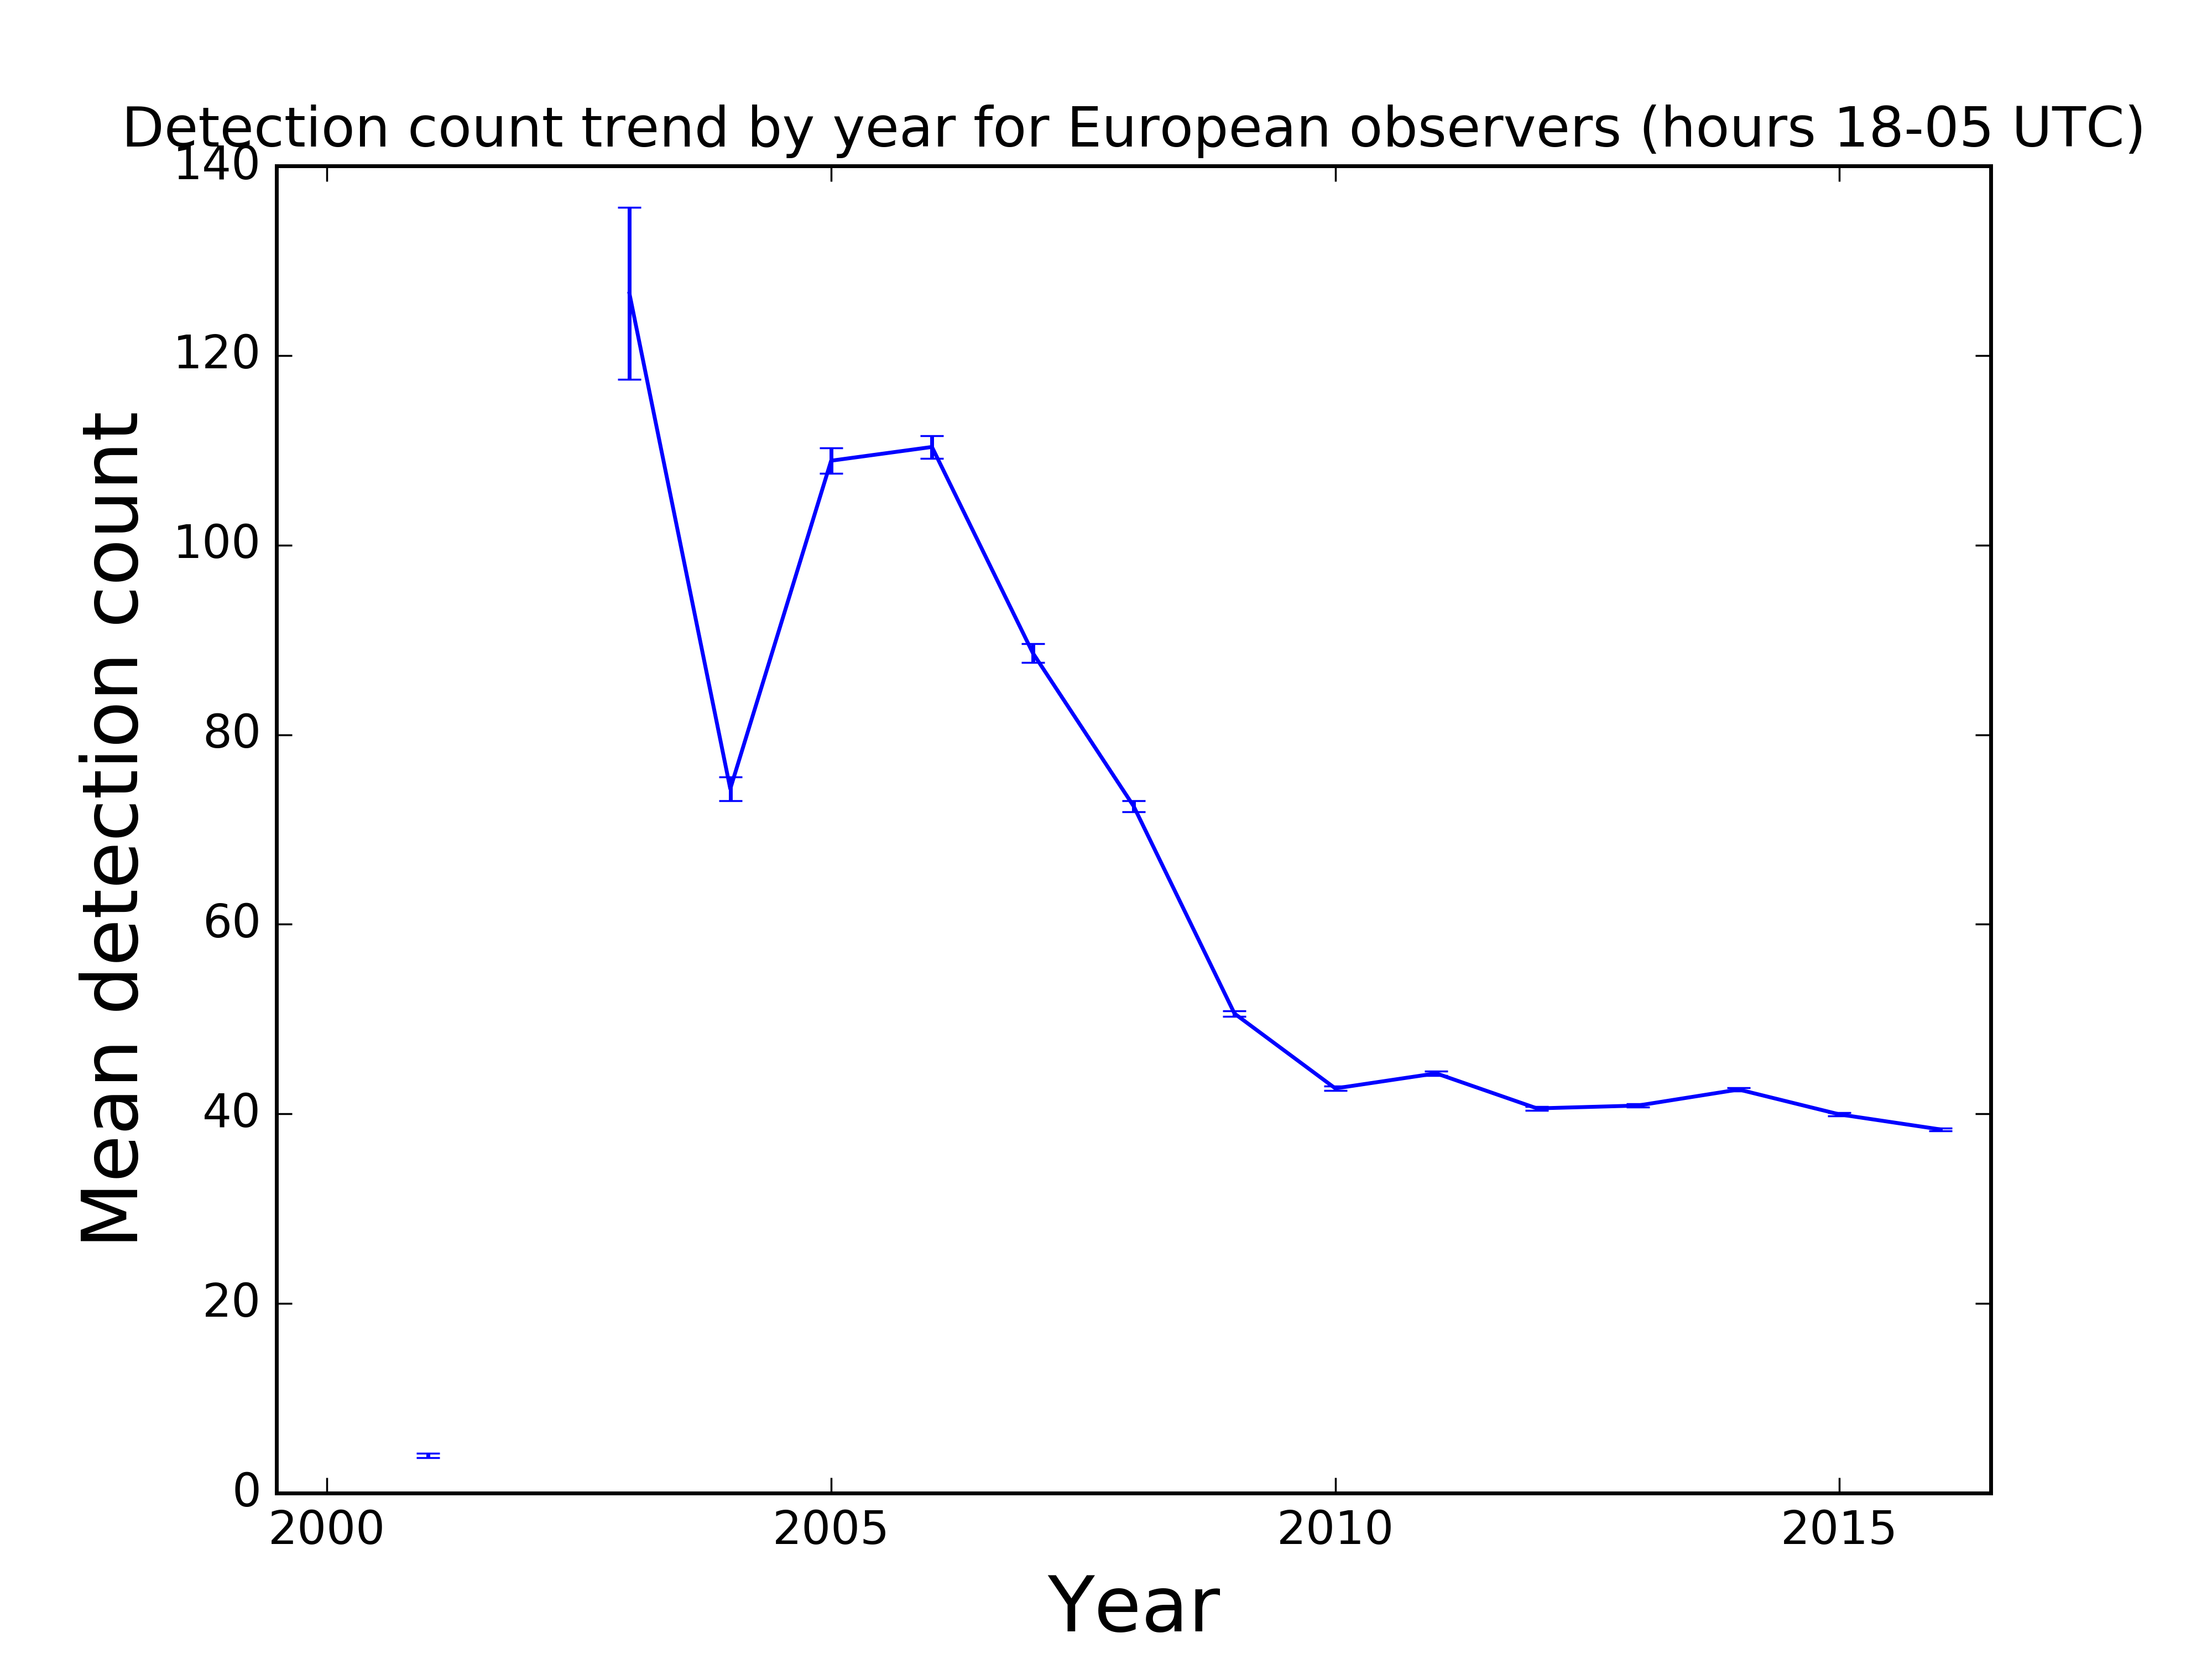 Detection count trend by year for European observers (hours 18-05 UTC)
140
120
100
80
60
40
20
0
Mean detection count
2000 2005 2010 2015
Year